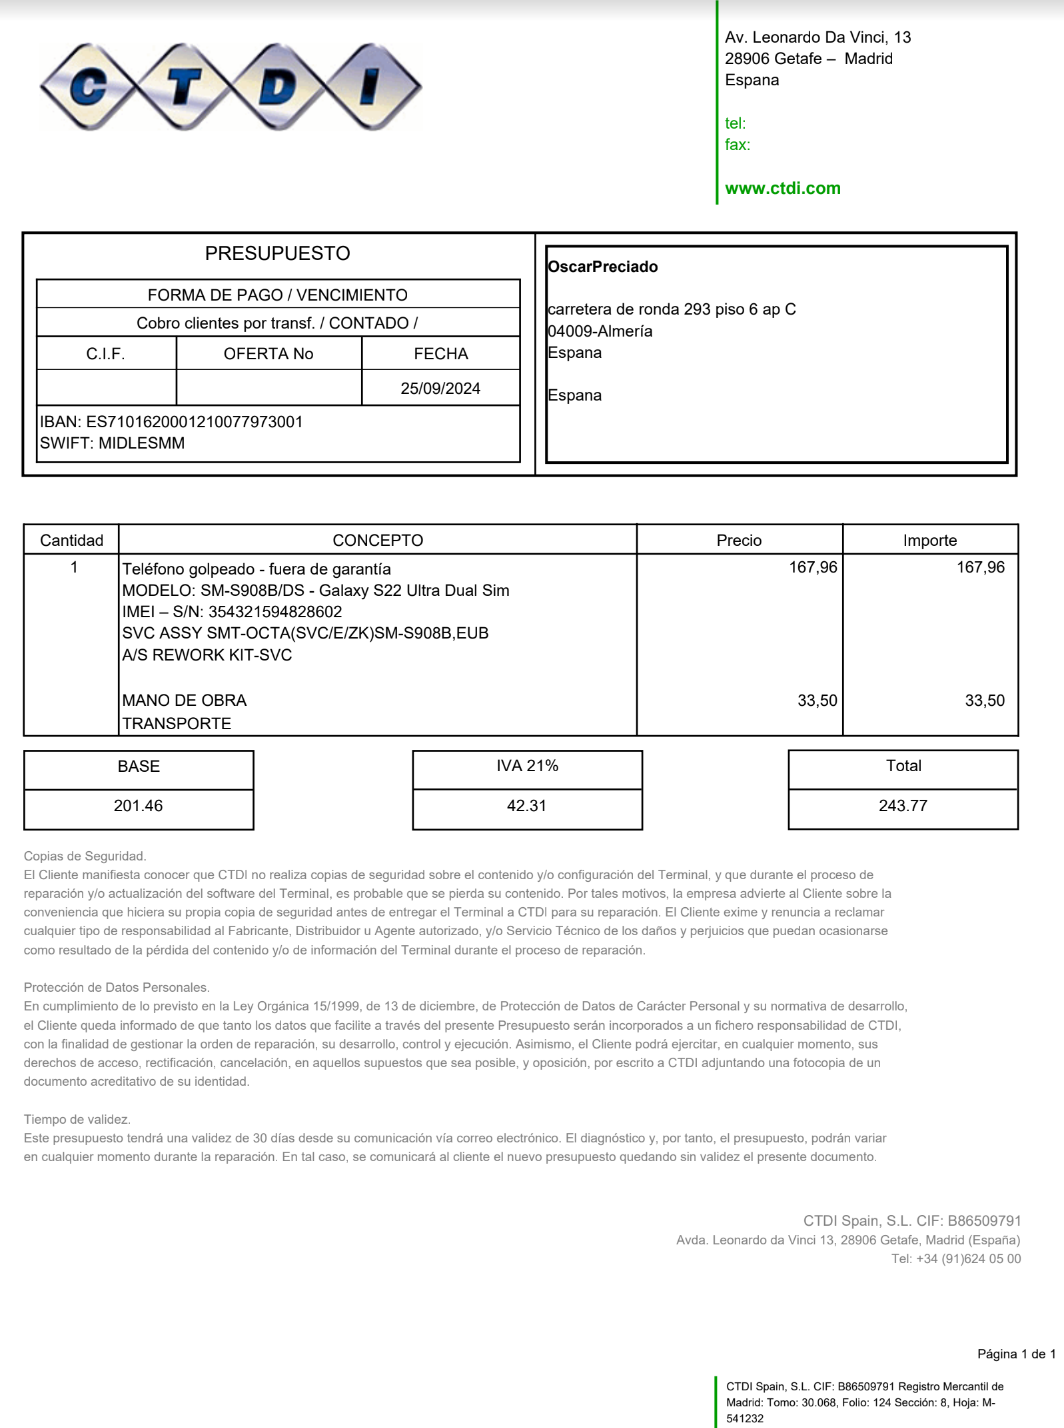 CTDI
Av. Leonardo Da Vinci, 13
28906 Getafe – Madrid
Espana
tel:
fax:
www.ctdi.com
PRESUPUESTO
FORMA DE PAGO / VENCIMIENTO
Cobro clientes por transf. / CONTADO /
C.I.F. OFERTA No FECHA
25/09/2024
IBAN: ES7101620001210077973001
SWIFT: MIDLESMM
OscarPreciado
carretera de ronda 293 piso 6 ap C
04009-Almería
Espana
Espana
Cantidad CONCEPTO Precio Importe
1 Teléfono golpeado - fuera de garantía 167,96 167,96
MODELO: SM-S908B/DS - Galaxy S22 Ultra Dual Sim
IMEI – S/N: 354321594828602
SVC ASSY SMT-OCTA(SVC/E/ZK)SM-S908B,EUB
A/S REWORK KIT-SVC
MANO DE OBRA 33,50 33,50
TRANSPORTE
BASE IVA 21% Total
201.46 42.31 243.77
Copias de Seguridad.
El Cliente manifiesta conocer que CTDI no realiza copias de seguridad sobre el contenido y/o configuración del Terminal, y que durante el proceso de
reparación y/o actualización del software del Terminal, es probable que se pierda su contenido. Por tales motivos, la empresa advierte al Cliente sobre la
conveniencia que hiciera su propia copia de seguridad antes de entregar el Terminal a CTDI para su reparación. El Cliente exime y renuncia a reclamar
cualquier tipo de responsabilidad al Fabricante, Distribuidor u Agente autorizado, y/o Servicio Técnico de los daños y perjuicios que puedan ocasionarse
como resultado de la pérdida del contenido y/o de información del Terminal durante el proceso de reparación.
Protección de Datos Personales.
En cumplimiento de lo previsto en la Ley Orgánica 15/1999, de 13 de diciembre, de Protección de Datos de Carácter Personal y su normativa de desarrollo,
el Cliente queda informado de que tanto los datos que facilite a través del presente Presupuesto serán incorporados a un fichero responsabilidad de CTDI,
con la finalidad de gestionar la orden de reparación, su desarrollo, control y ejecución. Asimismo, el Cliente podrá ejercitar, en cualquier momento, sus
derechos de acceso, rectificación, cancelación, en aquellos supuestos que sea posible, y oposición, por escrito a CTDI adjuntando una fotocopia de un
documento acreditativo de su identidad.
Tiempo de validez.
Este presupuesto tendrá una validez de 30 días desde su comunicación vía correo electrónico. El diagnóstico y, por tanto, el presupuesto, podrán variar
en cualquier momento durante la reparación. En tal caso, se comunicará al cliente el nuevo presupuesto quedando sin validez el presente documento.
CTDI Spain, S.L. CIF: B86509791
Avda. Leonardo da Vinci 13, 28906 Getafe, Madrid (España)
Tel: +34 (91)624 05 00
Página 1 de 1
CTDI Spain, S.L. CIF: B86509791 Registro Mercantil de
Madrid: Tomo: 30.068, Folio: 124 Sección: 8, Hoja: M-
541232